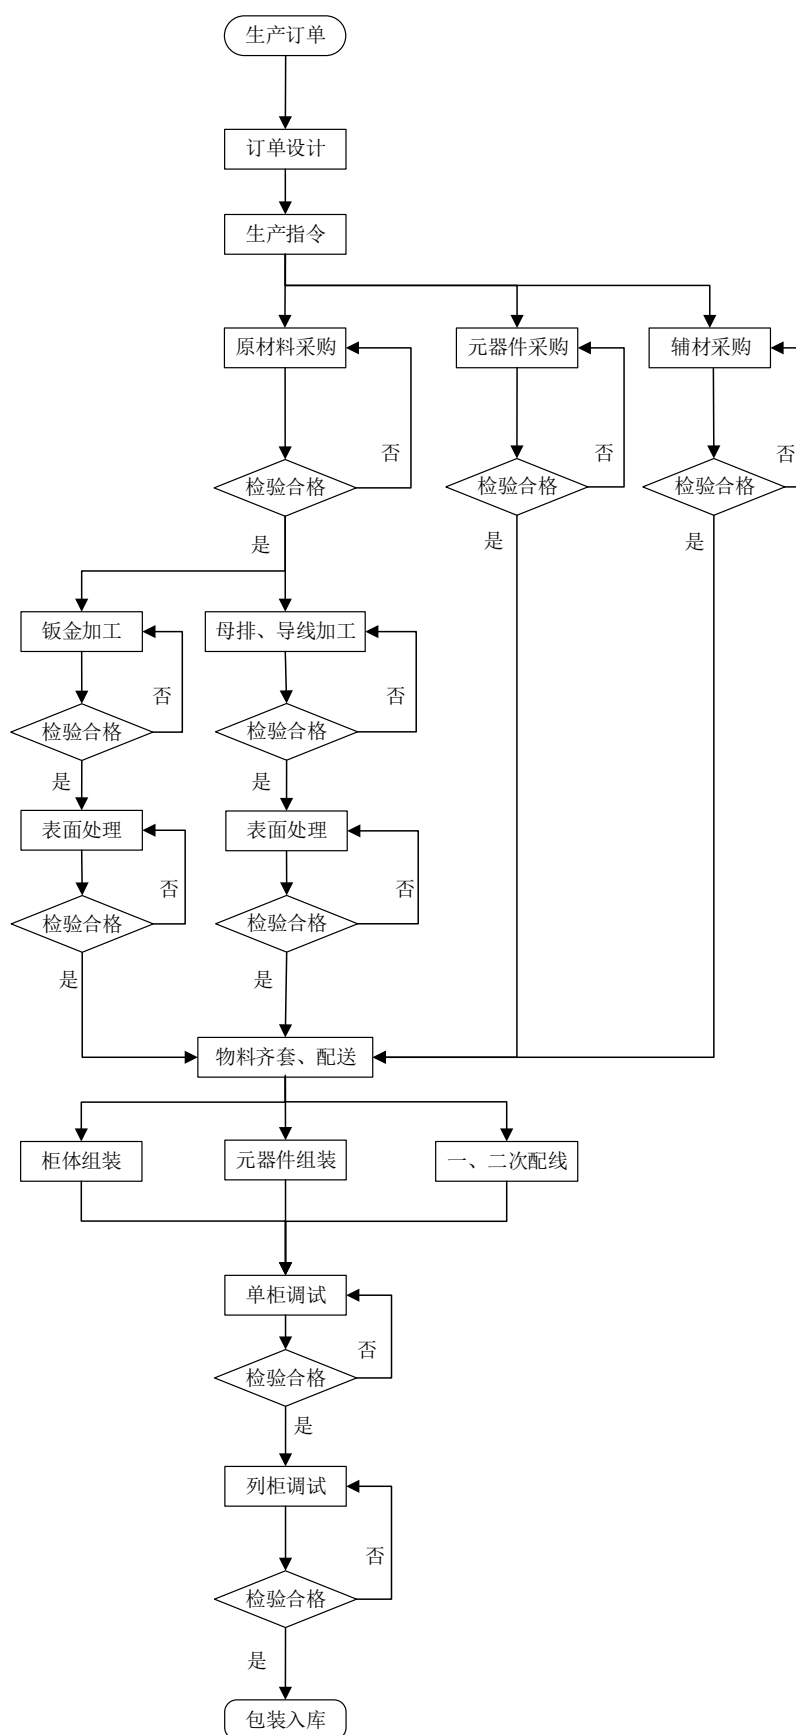 生产订单
订单设计
生产指令
原材料采购
元器件采购
辅材采购
否
否
否
检验合格
检验合格
检验合格
是
是
是
钣金加工
母排、导线加工
否
否
检验合格
检验合格
是
是
表面处理
表面处理
否
否
检验合格
检验合格
是
是
物料齐套、配送
柜体组装
元器件组装
一、二次配线
单柜调试
否
检验合格
是
列柜调试
否
检验合格
是
包装入库